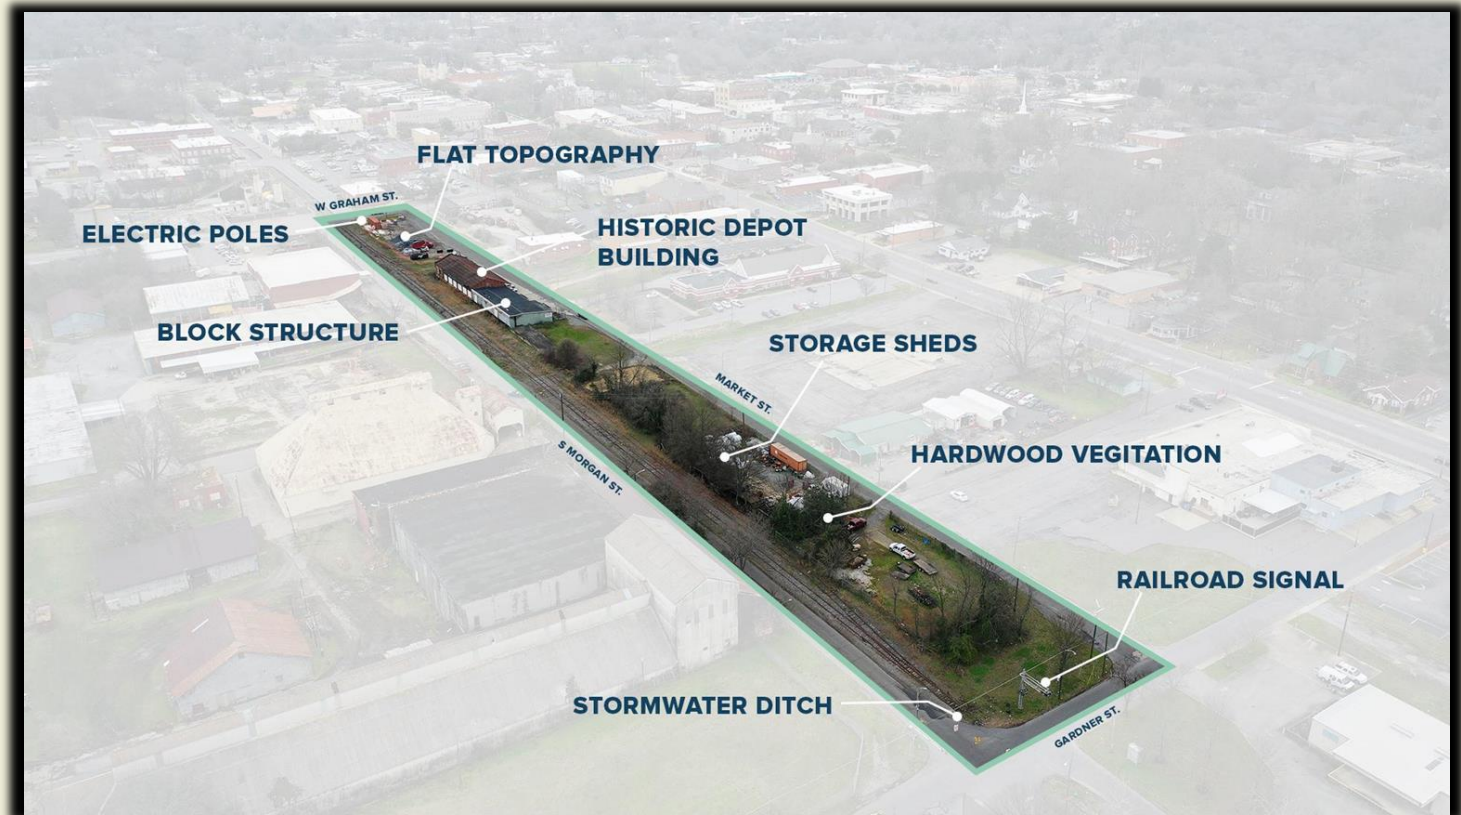 FLAT TOPOGRAPHY
W GRAHAM ST.
ELECTRIC POLES
HISTORIC DEPOT
BUILDING
BLOCK STRUCTURE
STORAGE SHEDS
MARKET ST.
S MORGAN ST.
HARDWOOD VEGITATION
RAILROAD SIGNAL
STORMWATER DITCH
GARDNER ST.